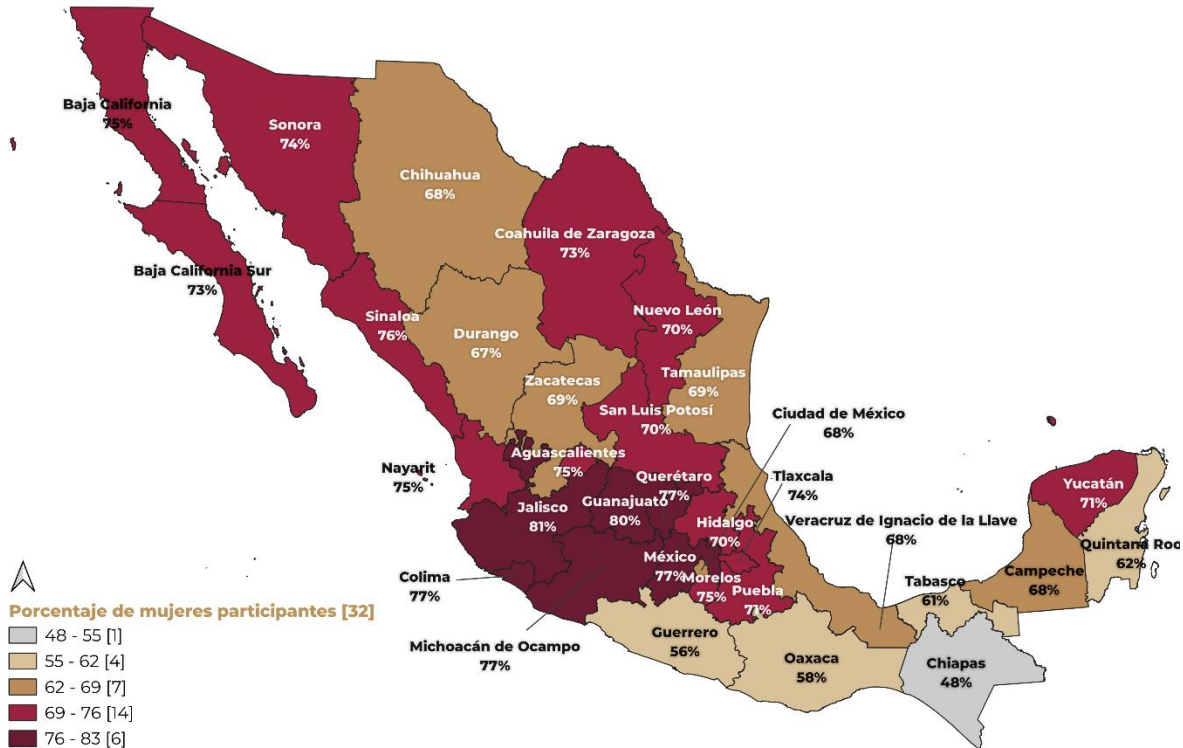 Baja California
75%
Sonora
74%
Chihuahua
68%
Coahuila de Zaragoza
73%
Baja California Sur
73%
Sinaloa
76%
Durango
67%
Nuevo León
70%
Zacatecas
69%
Tamaulipas
69%
San Luis Potosí
70%
Ciudad de México
68%
Nayarit
75%
Aguascalientes
75%
Querétaro
77%
Tlaxcala
74%
Yucatán
71%
Jalisco
81%
Guanajuato
80%
Hidalgo
70%
Veracruz de Ignacio de la Llave
68%
Quintana Roo
62%
Colima
77%
México
77%
Morelos
75%
Puebla
71%
Tabasco
61%
Campeche
68%
Michoacán de Ocampo
77%
Guerrero
56%
Oaxaca
58%
Chiapas
48%
Porcentaje de mujeres participantes [32]
48 - 55 [1]
55 - 62 [4]
62 - 69 [7]
69 - 76 [14]
76 - 83 [6]